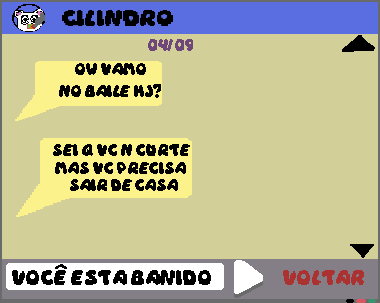 CILINDRO
04/09
OU VAMO
NO BAILE HJ?
SEI Q VC N CURTE
MAS VC PRECISA
SAIR DE CASA
VOCÊ ESTA BANIDO
VOLTAR